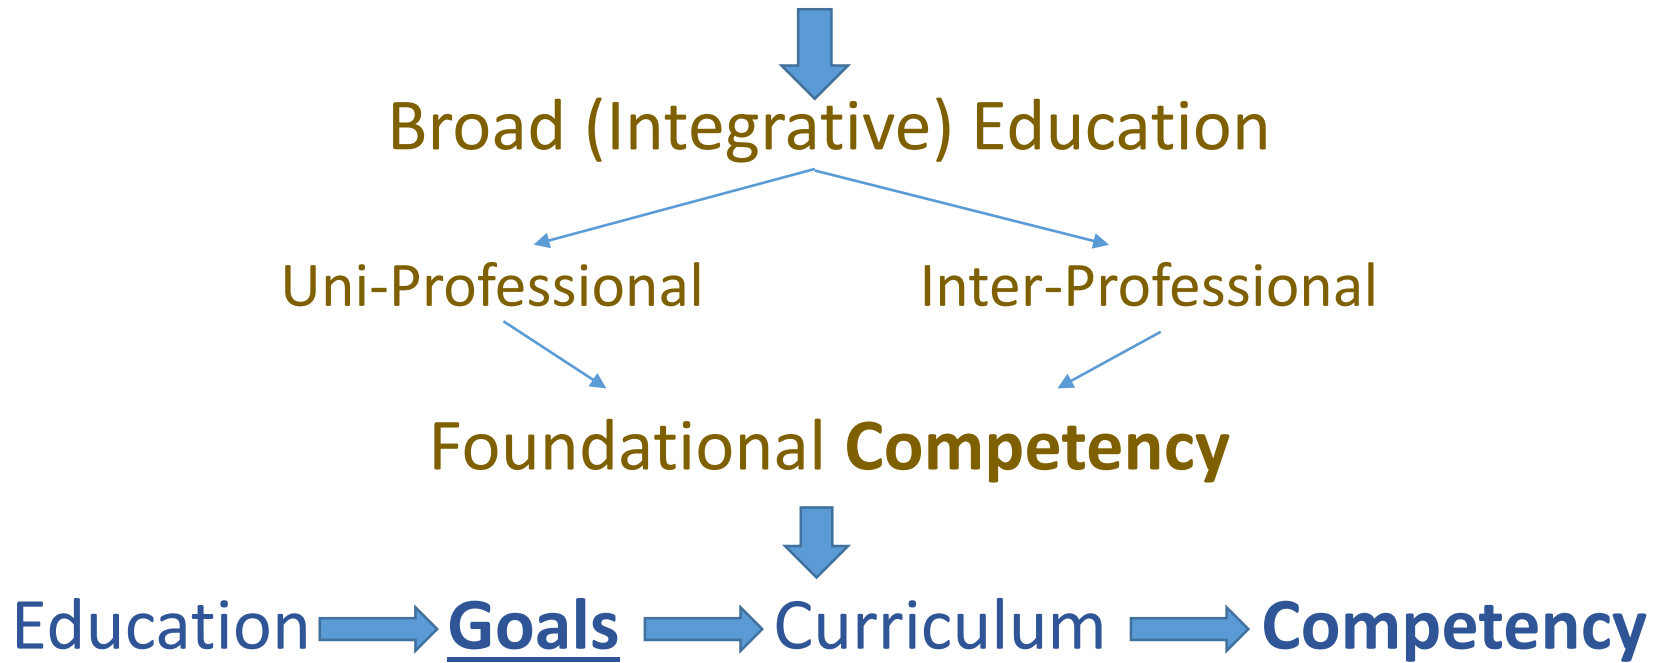 Broad (Integrative) Education
Uni-Professional Inter-Professional
Foundational Competency
Education Goals Curriculum Competency